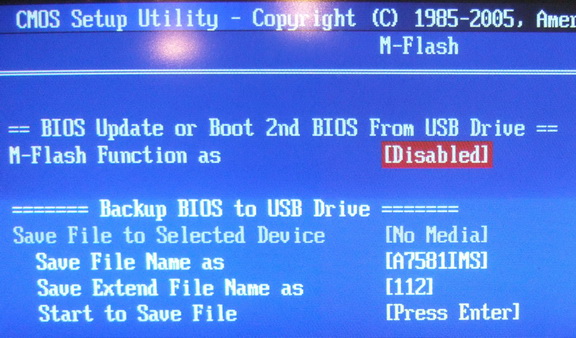 CMOS Setup Utility - Copyright (C) 1985-2005, Amer
M-Flash
== BIOS Update or Boot 2nd BIOS From USB Drive ==
M-Flash Function as [Disabled]
======= Backup BIOS to USB Drive =======
Save File to Selected Device [No Media]
Save File Name as [A7581IMS]
Save Extend File Name as [112]
Start to Save File [Press Enter]